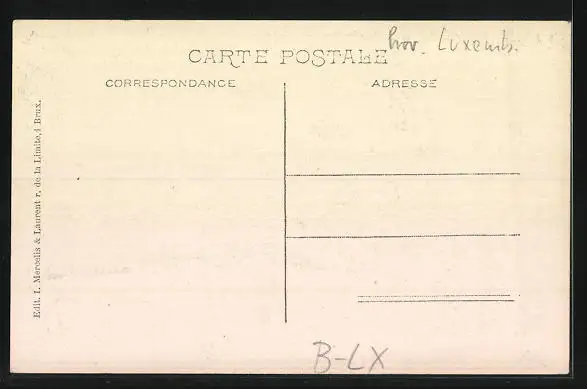 Prov. Luxemb.
CARTE POSTALE
CORRESPONDANCE
ADRESSE
Edit. I. Mercelis & Laurent r. de la Limite, 4 Brux.
B-LX